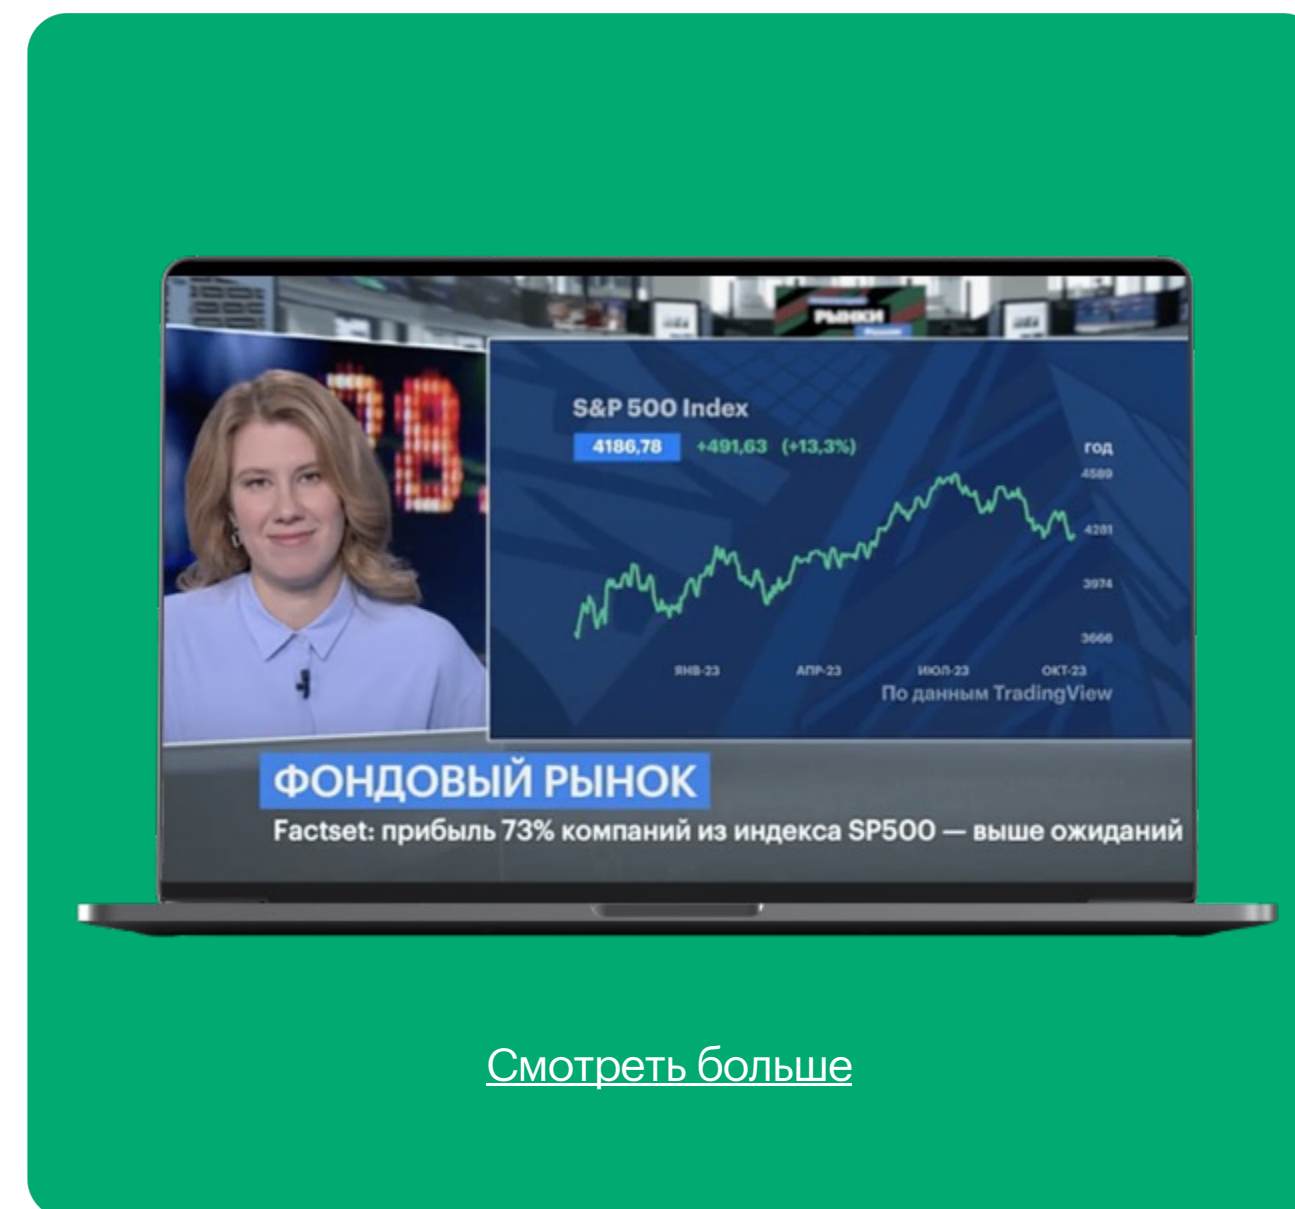 РЫНКИ
78
S&P 500 Index
4186,78 +491,63 (+13,3%)
год
4589
4281
3974
3666
ЯНВ-23 АПР-23 ИЮЛ-23 ОКТ-23
По данным TradingView
ФОНДОВЫЙ РЫНОК
Factset: прибыль 73% компаний из индекса SP500 — выше ожиданий
Смотреть больше